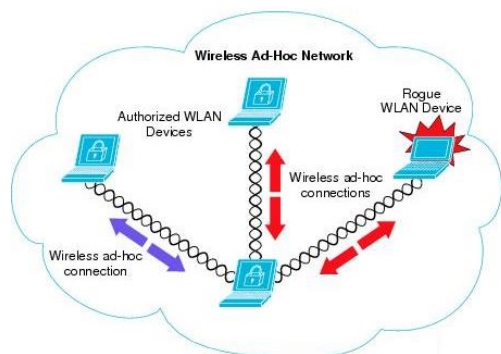 Wireless Ad-Hoc Network
Rogue
WLAN Device
Authorized WLAN
Devices
Wireless ad-hoc
connections
Wireless ad-hoc
connection